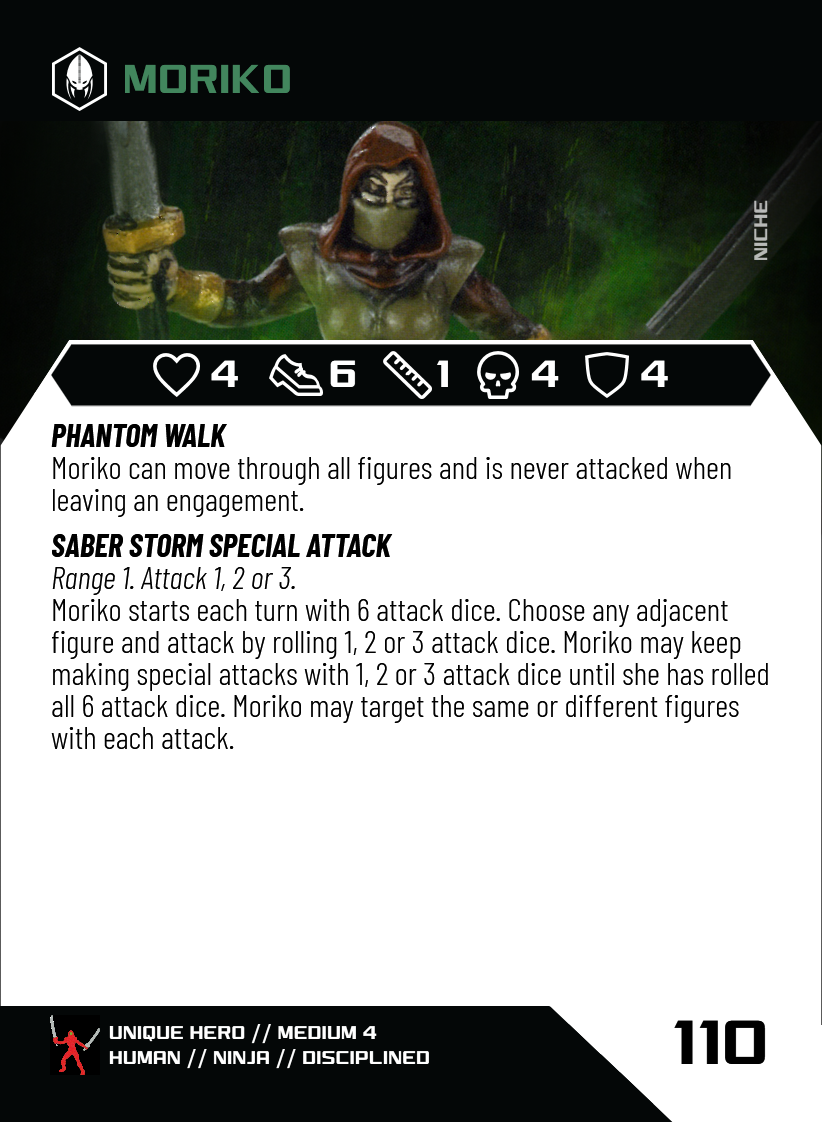 MORIKO
NICHE
4 6 1 4 4
PHANTOM WALK
Moriko can move through all figures and is never attacked when
leaving an engagement.
SABER STORM SPECIAL ATTACK
Range 1. Attack 1, 2 or 3.
Moriko starts each turn with 6 attack dice. Choose any adjacent
figure and attack by rolling 1, 2 or 3 attack dice. Moriko may keep
making special attacks with 1, 2 or 3 attack dice until she has rolled
all 6 attack dice. Moriko may target the same or different figures
with each attack.
UNIQUE HERO // MEDIUM 4
HUMAN // NINJA // DISCIPLINED
110